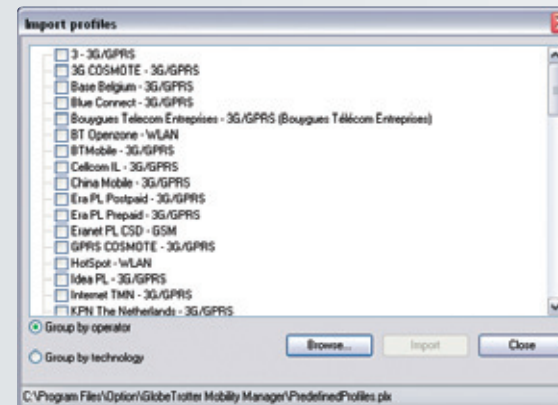 Import profiles
3 - 3G/GPRS
3G COSMOTE - 3G/GPRS
Base Belgium - 3G/GPRS
Blue Connect - 3G/GPRS
Bouygues Telecom Entreprises - 3G/GPRS (Bouygues Télécom Entreprises)
BT Openzone - WLAN
BTMobile - 3G/GPRS
Cellcom IL - 3G/GPRS
China Mobile - 3G/GPRS
Era PL Postpaid - 3G/GPRS
Era PL Prepaid - 3G/GPRS
Eranet PL CSD - GSM
GPRS COSMOTE - 3G/GPRS
HotSpot - WLAN
Idea PL - 3G/GPRS
Internet TMN - 3G/GPRS
KPN The Netherlands - 3G/GPRS
Group by operator
Browse... Import Close
Group by technology
C:\Program Files\Option\GlobeTrotter Mobility Manager\PredefinedProfiles.plx